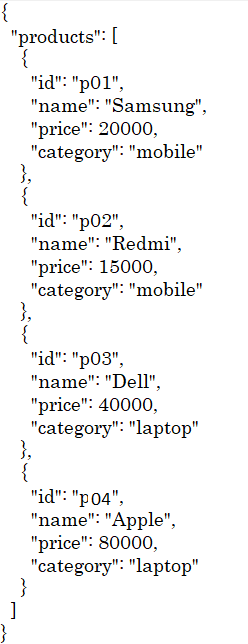 {
"products": [
{
"id": "p01",
"name": "Samsung",
"price": 20000,
"category": "mobile"
},
{
"id": "p02",
"name": "Redmi",
"price": 15000,
"category": "mobile"
},
{
"id": "p03",
"name": "Dell",
"price": 40000,
"category": "laptop"
},
{
"id": "p04",
"name": "Apple",
"price": 80000,
"category": "laptop"
}
]
}